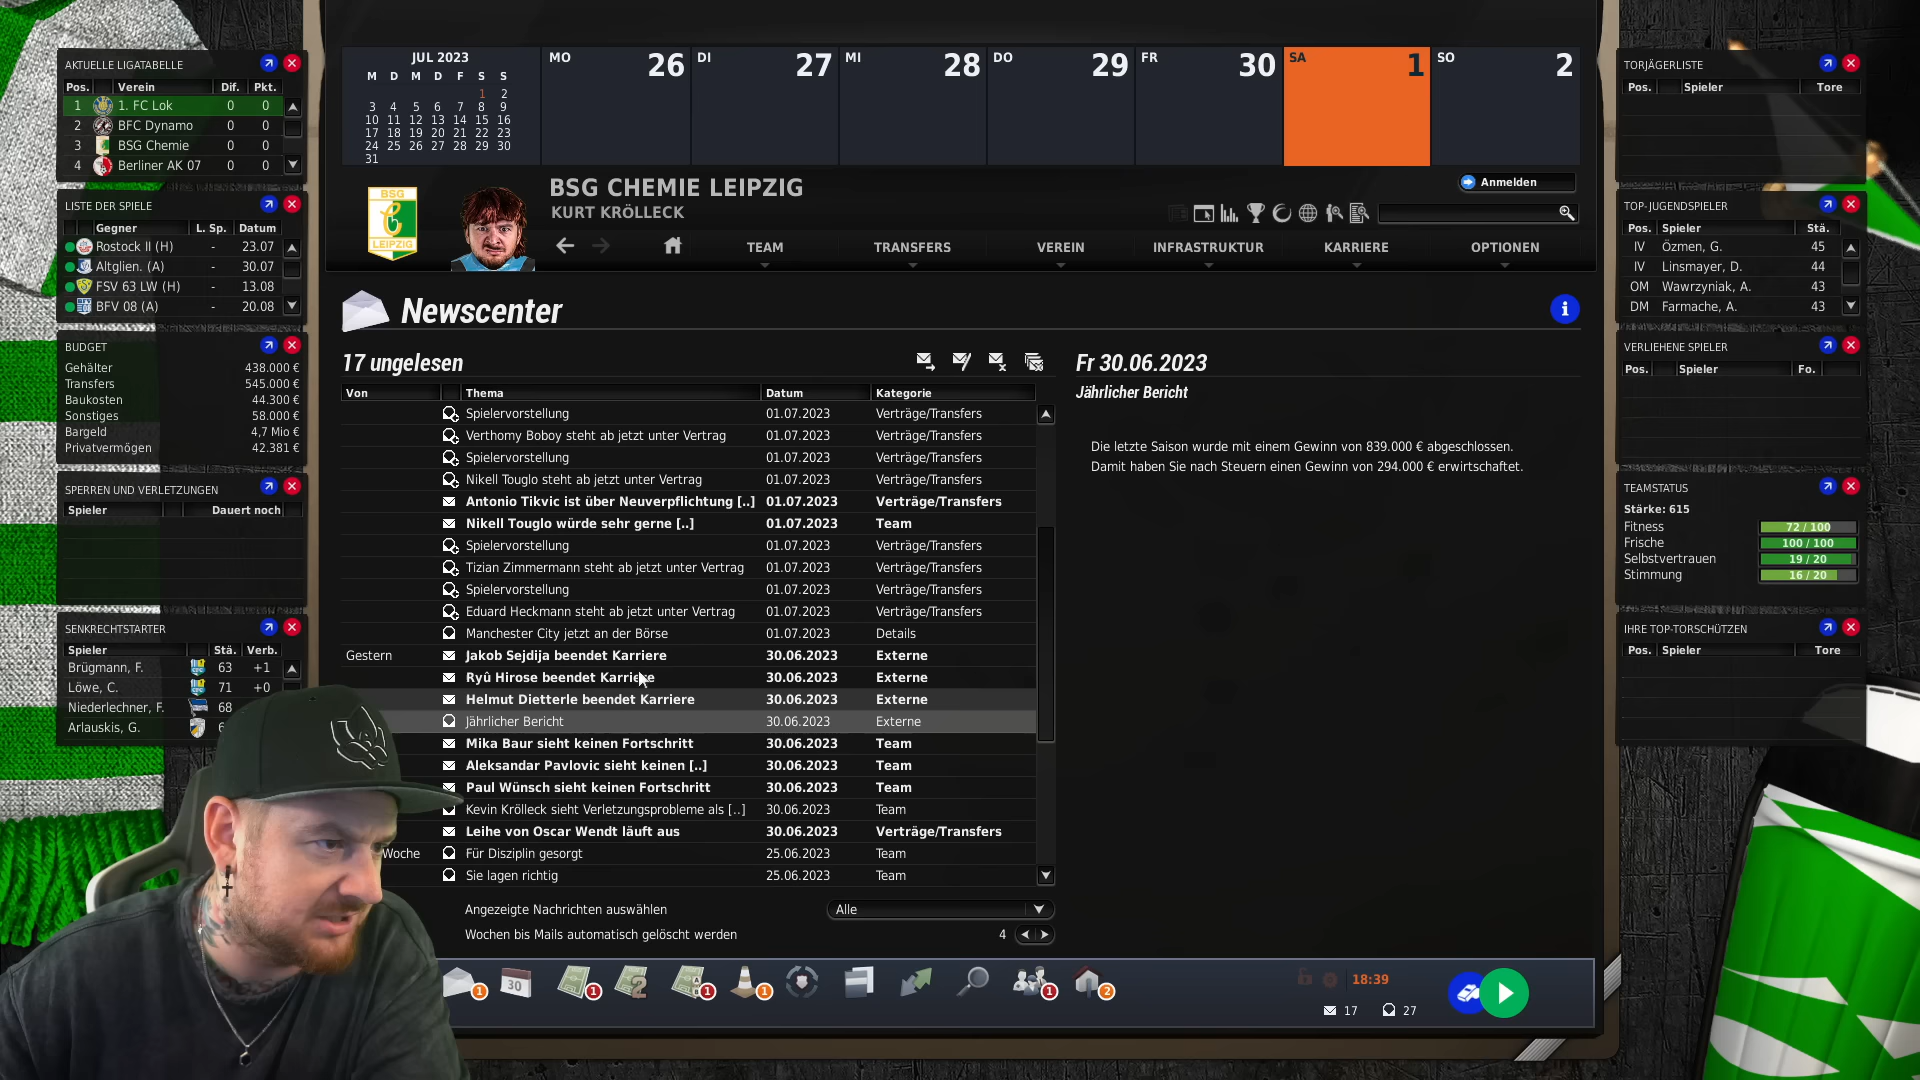 AKTUELLE LIGATABELLE
Pos. Verein Dif. Pkt.
1 1. FC Lok 0 0
2 BFC Dynamo 0 0
3 BSG Chemie 0 0
4 Berliner AK 07 0 0
LISTE DER SPIELE
Gegner L. Sp. Datum
Rostock II (H) - 23.07
Altglien. (A) - 30.07
FSV 63 LW (H) - 13.08
BFV 08 (A) - 20.08
BUDGET
Gehälter 438.000 €
Transfers 545.000 €
Baukosten 44.300 €
Sonstiges 58.000 €
Bargeld 4,7 Mio €
Privatvermögen 42.381 €
SPERREN UND VERLETZUNGEN
Spieler Dauert noch
SENKRECHTSTARTER
Spieler Stä. Verb.
Brügmann, F. 63 +1
Löwe, C. 71 +0
Niederlechner, F. 68
Arlauskis, G.
JUL 2023
M D M D F S S
1 2
3 4 5 6 7 8 9
10 11 12 13 14 15 16
17 18 19 20 21 22 23
24 25 26 27 28 29 30
31
MO 26 DI 27 MI 28 DO 29 FR 30 SA 1 SO 2
BSG
LEIPZIG
BSG CHEMIE LEIPZIG
KURT KRÖLLECK
Anmelden
TEAM TRANSFERS VEREIN INFRASTRUKTUR KARRIERE OPTIONEN
Newscenter
i
17 ungelesen
Von Thema Datum Kategorie
Spielervorstellung 01.07.2023 Verträge/Transfers
Verthomy Boboy steht ab jetzt unter Vertrag 01.07.2023 Verträge/Transfers
Spielervorstellung 01.07.2023 Verträge/Transfers
Nikell Touglo steht ab jetzt unter Vertrag 01.07.2023 Verträge/Transfers
Antonio Tikvic ist über Neuverpflichtung [..] 01.07.2023 Verträge/Transfers
Nikell Touglo würde sehr gerne [..] 01.07.2023 Team
Spielervorstellung 01.07.2023 Verträge/Transfers
Tizian Zimmermann steht ab jetzt unter Vertrag 01.07.2023 Verträge/Transfers
Spielervorstellung 01.07.2023 Verträge/Transfers
Eduard Heckmann steht ab jetzt unter Vertrag 01.07.2023 Verträge/Transfers
Manchester City jetzt an der Börse 01.07.2023 Details
Gestern Jakob Sejdija beendet Karriere 30.06.2023 Externe
Ryû Hirose beendet Karriere 30.06.2023 Externe
Helmut Dietterle beendet Karriere 30.06.2023 Externe
Jährlicher Bericht 30.06.2023 Externe
Mika Baur sieht keinen Fortschritt 30.06.2023 Team
Aleksandar Pavlovic sieht keinen [..] 30.06.2023 Team
Paul Wünsch sieht keinen Fortschritt 30.06.2023 Team
Kevin Krölleck sieht Verletzungsprobleme als [..] 30.06.2023 Team
Leihe von Oscar Wendt läuft aus 30.06.2023 Verträge/Transfers
Woche Für Disziplin gesorgt 25.06.2023 Team
Sie lagen richtig 25.06.2023 Team
Angezeigte Nachrichten auswählen Alle
Wochen bis Mails automatisch gelöscht werden 4
Fr 30.06.2023
Jährlicher Bericht
Die letzte Saison wurde mit einem Gewinn von 839.000 € abgeschlossen.
Damit haben Sie nach Steuern einen Gewinn von 294.000 € erwirtschaftet.
1 30 1 2 1 1 1 2
18:39
17 27
TORJÄGERLISTE
Pos. Spieler Tore
TOP-JUGENDSPIELER
Pos. Spieler Stä.
IV Özmen, G. 45
IV Linsmayer, D. 44
OM Wawrzyniak, A. 43
DM Farmache, A. 43
VERLIEHENE SPIELER
Pos. Spieler Fo.
TEAMSTATUS
Stärke: 615
Fitness 72 / 100
Frische 100 / 100
Selbstvertrauen 19 / 20
Stimmung 16 / 20
IHRE TOP-TORSCHÜTZEN
Pos. Spieler Tore